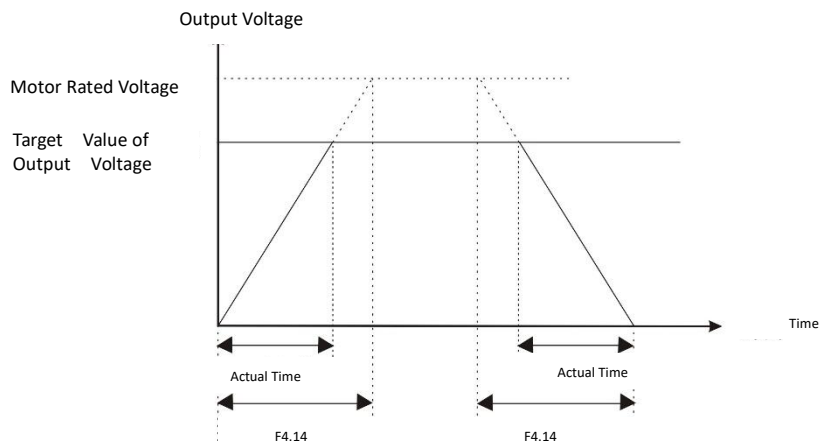 Output Voltage
Motor Rated Voltage
Target Value of
Output Voltage
Time
Actual Time
Actual Time
F4.14
F4.14